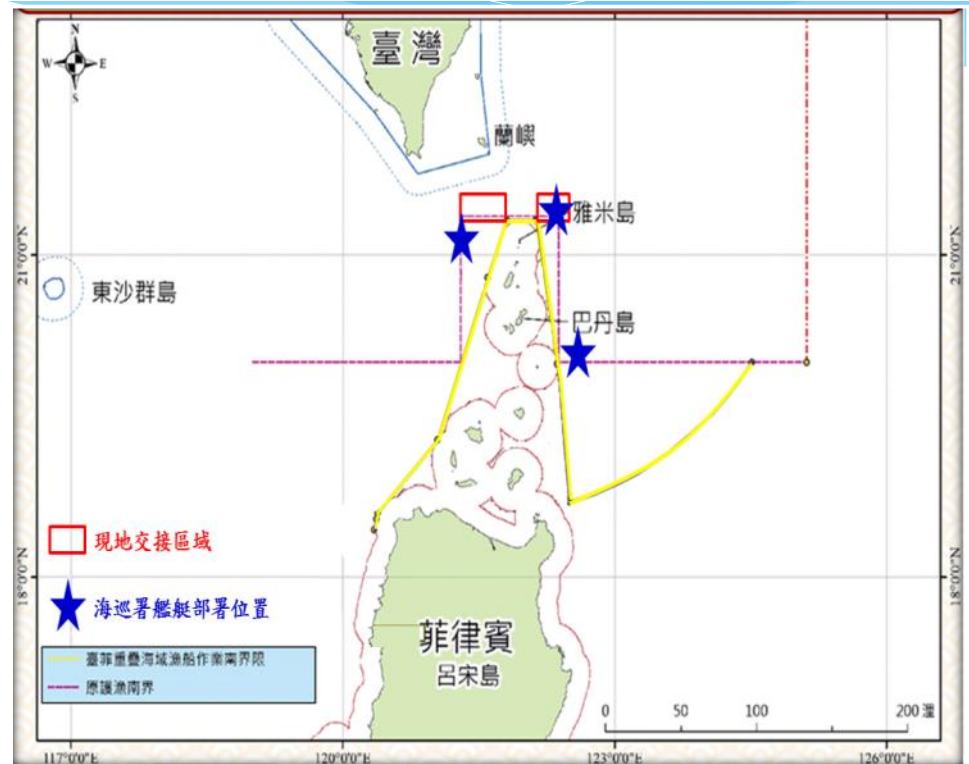 N
W
E
S
臺灣
蘭嶼
雅米島
21°0'0"N
21°0'0"N
東沙群島
巴丹島
現地交接區域
18°0'0"N
18°0'0"N
海巡署艦艇部署位置
菲律賓
呂宋島
臺菲重疊海域漁船作業南界限
原護漁南界
0
50
100
200 浬
117°0'0"E
120°0'0"E
123°0'0"E
126°0'0"E